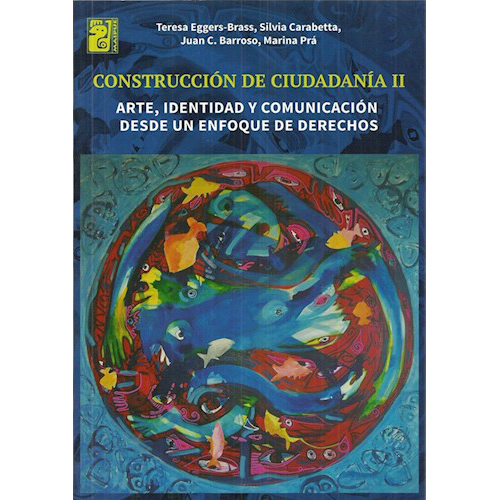 Teresa Eggers-Brass, Silvia Carabetta,
Juan C. Barroso, Marina Prá
MAIPUE
CONSTRUCCIÓN DE CIUDADANÍA II
ARTE, IDENTIDAD Y COMUNICACIÓN
DESDE UN ENFOQUE DE DERECHOS